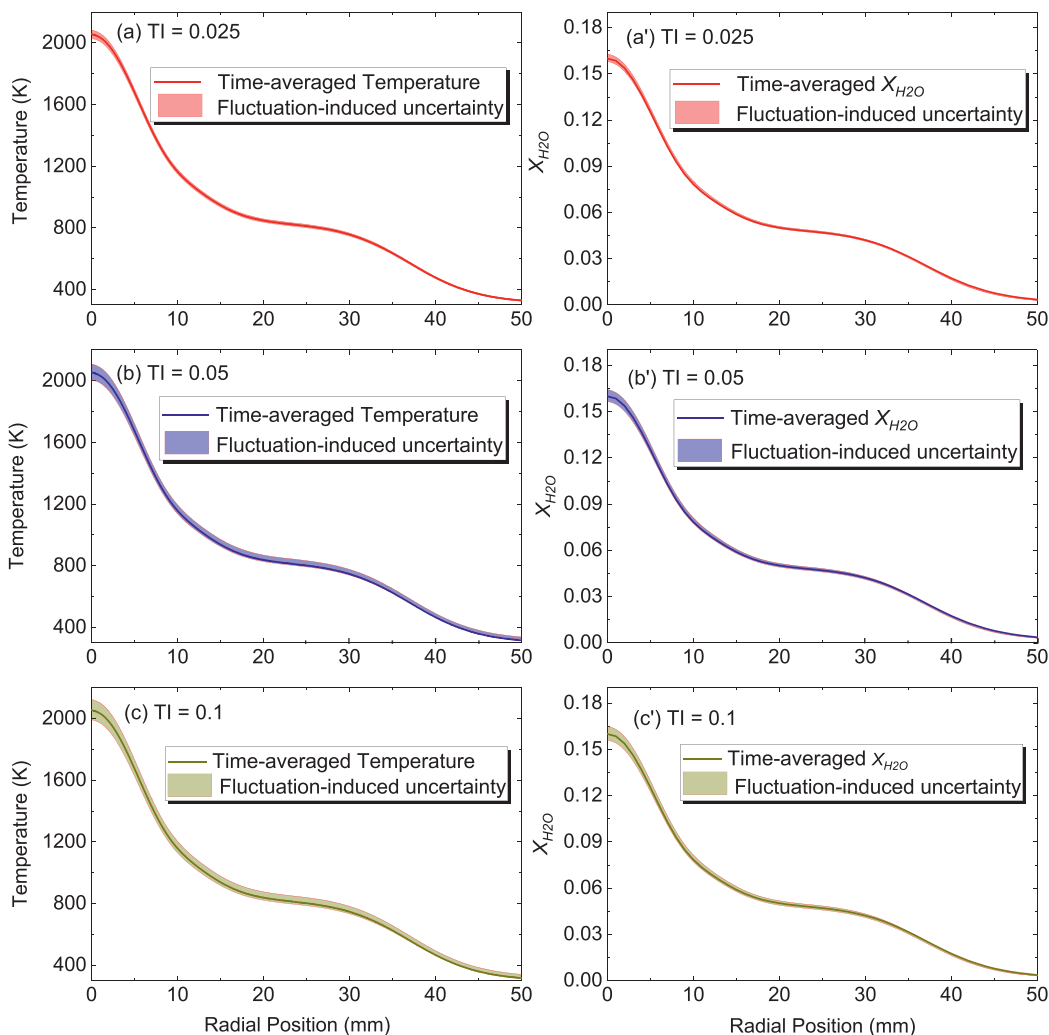 (a) TI = 0.025
Time-averaged Temperature
Fluctuation-induced uncertainty
Temperature (K)
2000
1600
1200
800
400
0 10 20 30 40 50
(a') TI = 0.025
Time-averaged X_H2O
Fluctuation-induced uncertainty
X_H2O
0.18
0.15
0.12
0.09
0.06
0.03
0.00
0 10 20 30 40 50
(b) TI = 0.05
Time-averaged Temperature
Fluctuation-induced uncertainty
Temperature (K)
2000
1600
1200
800
400
0 10 20 30 40 50
(b') TI = 0.05
Time-averaged X_H2O
Fluctuation-induced uncertainty
X_H2O
0.18
0.15
0.12
0.09
0.06
0.03
0.00
0 10 20 30 40 50
(c) TI = 0.1
Time-averaged Temperature
Fluctuation-induced uncertainty
Temperature (K)
2000
1600
1200
800
400
0 10 20 30 40 50
Radial Position (mm)
(c') TI = 0.1
Time-averaged X_H2O
Fluctuation-induced uncertainty
X_H2O
0.18
0.15
0.12
0.09
0.06
0.03
0.00
0 10 20 30 40 50
Radial Position (mm)